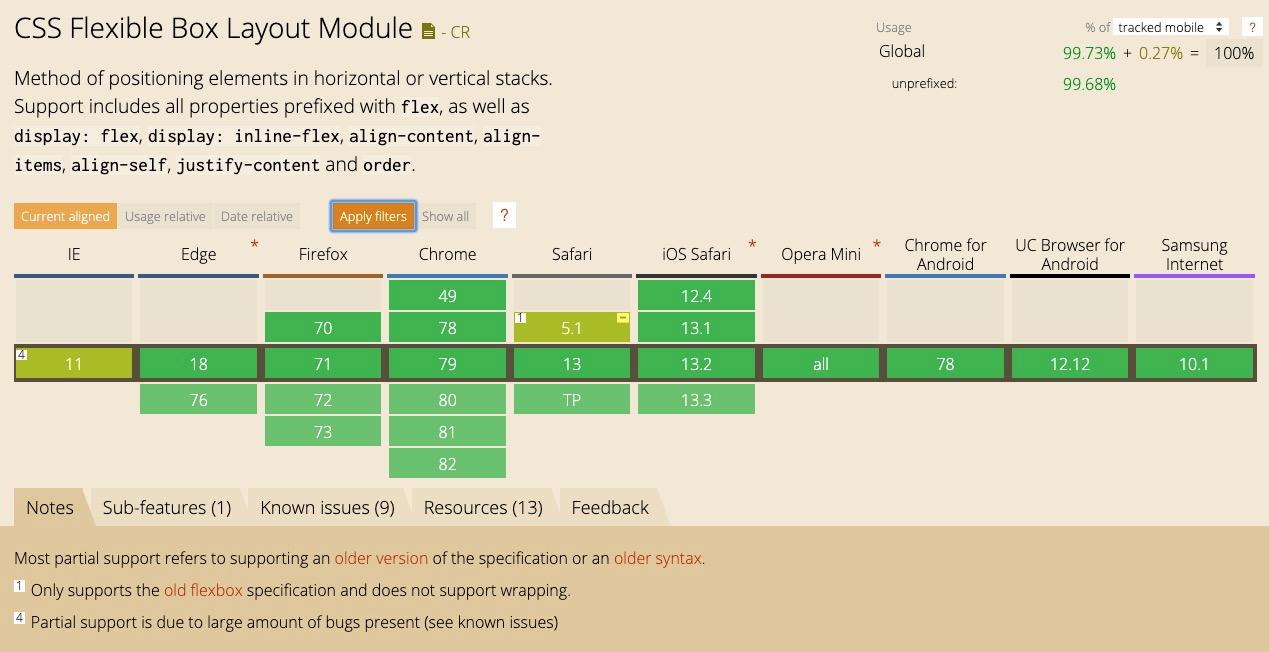 CSS Flexible Box Layout Module - CR
Usage % of tracked mobile ?
Global 99.73% + 0.27% = 100%
unprefixed: 99.68%
Method of positioning elements in horizontal or vertical stacks.
Support includes all properties prefixed with flex, as well as
display: flex, display: inline-flex, align-content, align-
items, align-self, justify-content and order.
Current aligned Usage relative Date relative Apply filters Show all ?
IE Edge * Firefox Chrome Safari iOS Safari * Opera Mini * Chrome for Android UC Browser for Android Samsung Internet
49 12.4
70 78 1 5.1 13.1
4 11 18 71 79 13 13.2 all 78 12.12 10.1
76 72 80 TP 13.3
73 81
82
Notes Sub-features (1) Known issues (9) Resources (13) Feedback
Most partial support refers to supporting an older version of the specification or an older syntax.
1 Only supports the old flexbox specification and does not support wrapping.
4 Partial support is due to large amount of bugs present (see known issues)